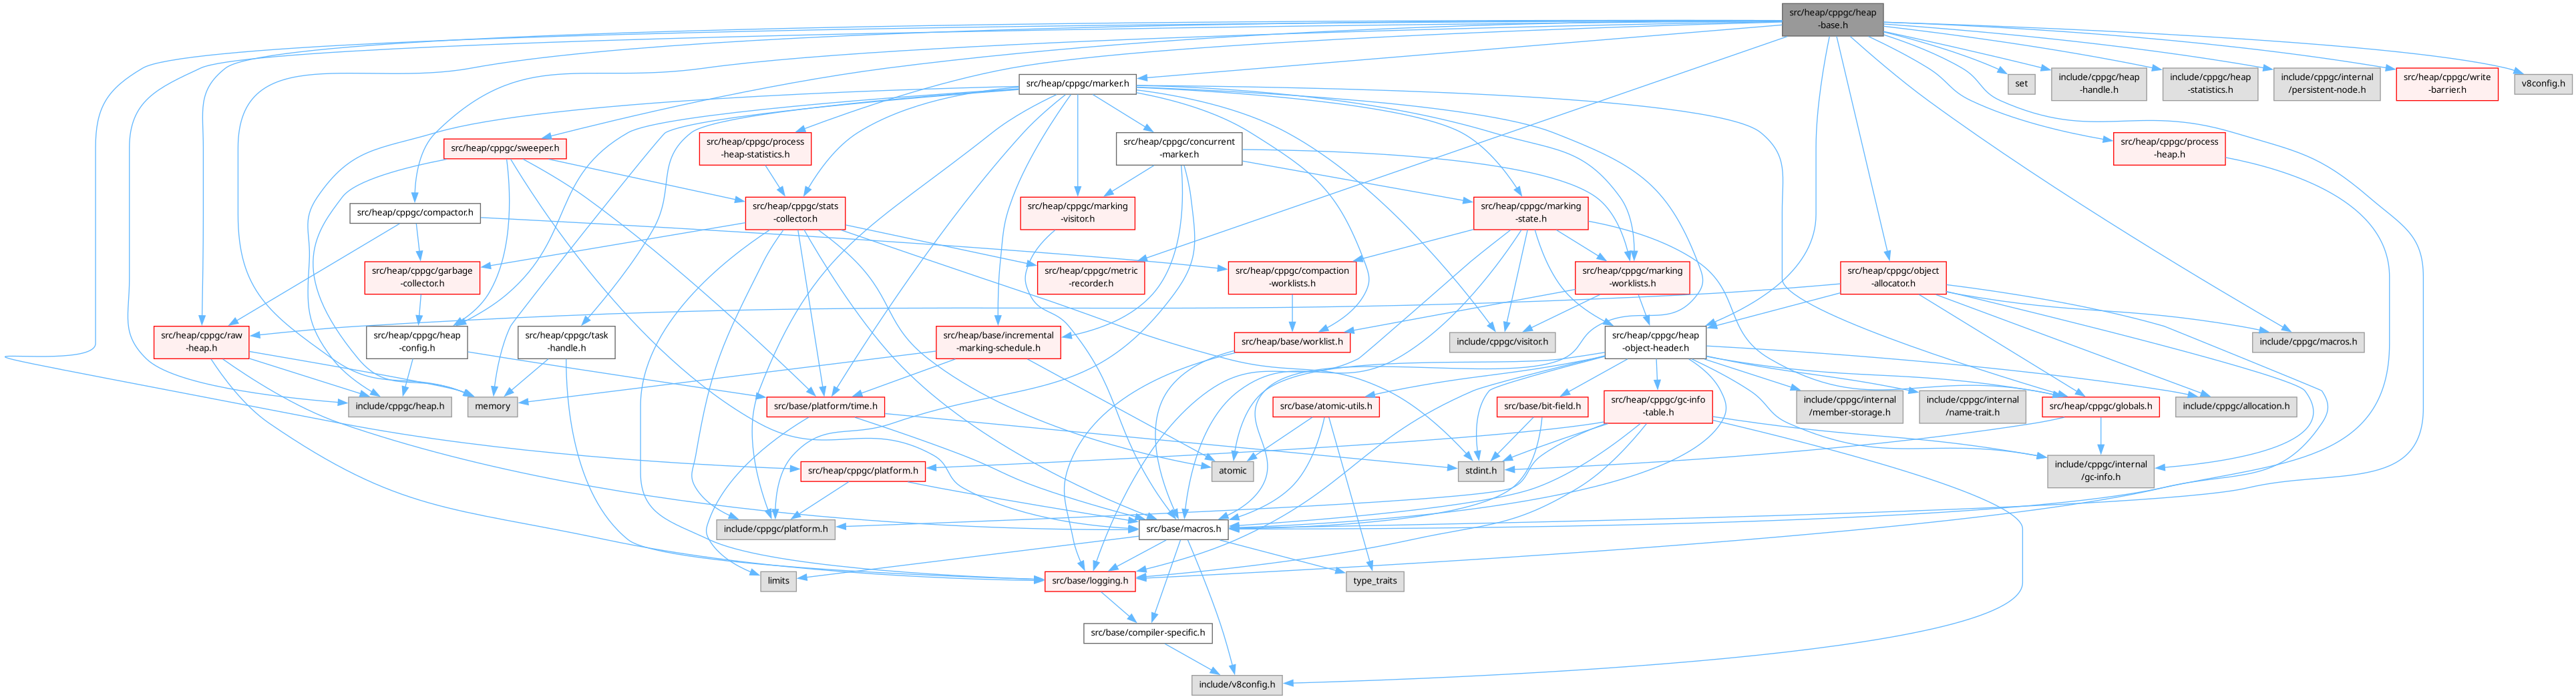 src/heap/cppgc/heap
-base.h
src/heap/cppgc/marker.h
set
include/cppgc/heap
-handle.h
include/cppgc/heap
-statistics.h
include/cppgc/internal
/persistent-node.h
src/heap/cppgc/write
-barrier.h
v8config.h
src/heap/cppgc/sweeper.h
src/heap/cppgc/process
-heap-statistics.h
src/heap/cppgc/concurrent
-marker.h
src/heap/cppgc/process
-heap.h
src/heap/cppgc/compactor.h
src/heap/cppgc/stats
-collector.h
src/heap/cppgc/marking
-visitor.h
src/heap/cppgc/marking
-state.h
src/heap/cppgc/garbage
-collector.h
src/heap/cppgc/metric
-recorder.h
src/heap/cppgc/compaction
-worklists.h
src/heap/cppgc/marking
-worklists.h
src/heap/cppgc/object
-allocator.h
src/heap/cppgc/raw
-heap.h
src/heap/cppgc/heap
-config.h
src/heap/cppgc/task
-handle.h
src/heap/base/incremental
-marking-schedule.h
src/heap/base/worklist.h
include/cppgc/visitor.h
src/heap/cppgc/heap
-object-header.h
include/cppgc/macros.h
include/cppgc/heap.h
memory
src/base/platform/time.h
src/base/atomic-utils.h
src/base/bit-field.h
src/heap/cppgc/gc-info
-table.h
include/cppgc/internal
/member-storage.h
include/cppgc/internal
/name-trait.h
src/heap/cppgc/globals.h
include/cppgc/allocation.h
src/heap/cppgc/platform.h
atomic
stdint.h
include/cppgc/internal
/gc-info.h
include/cppgc/platform.h
src/base/macros.h
limits
src/base/logging.h
type_traits
src/base/compiler-specific.h
include/v8config.h